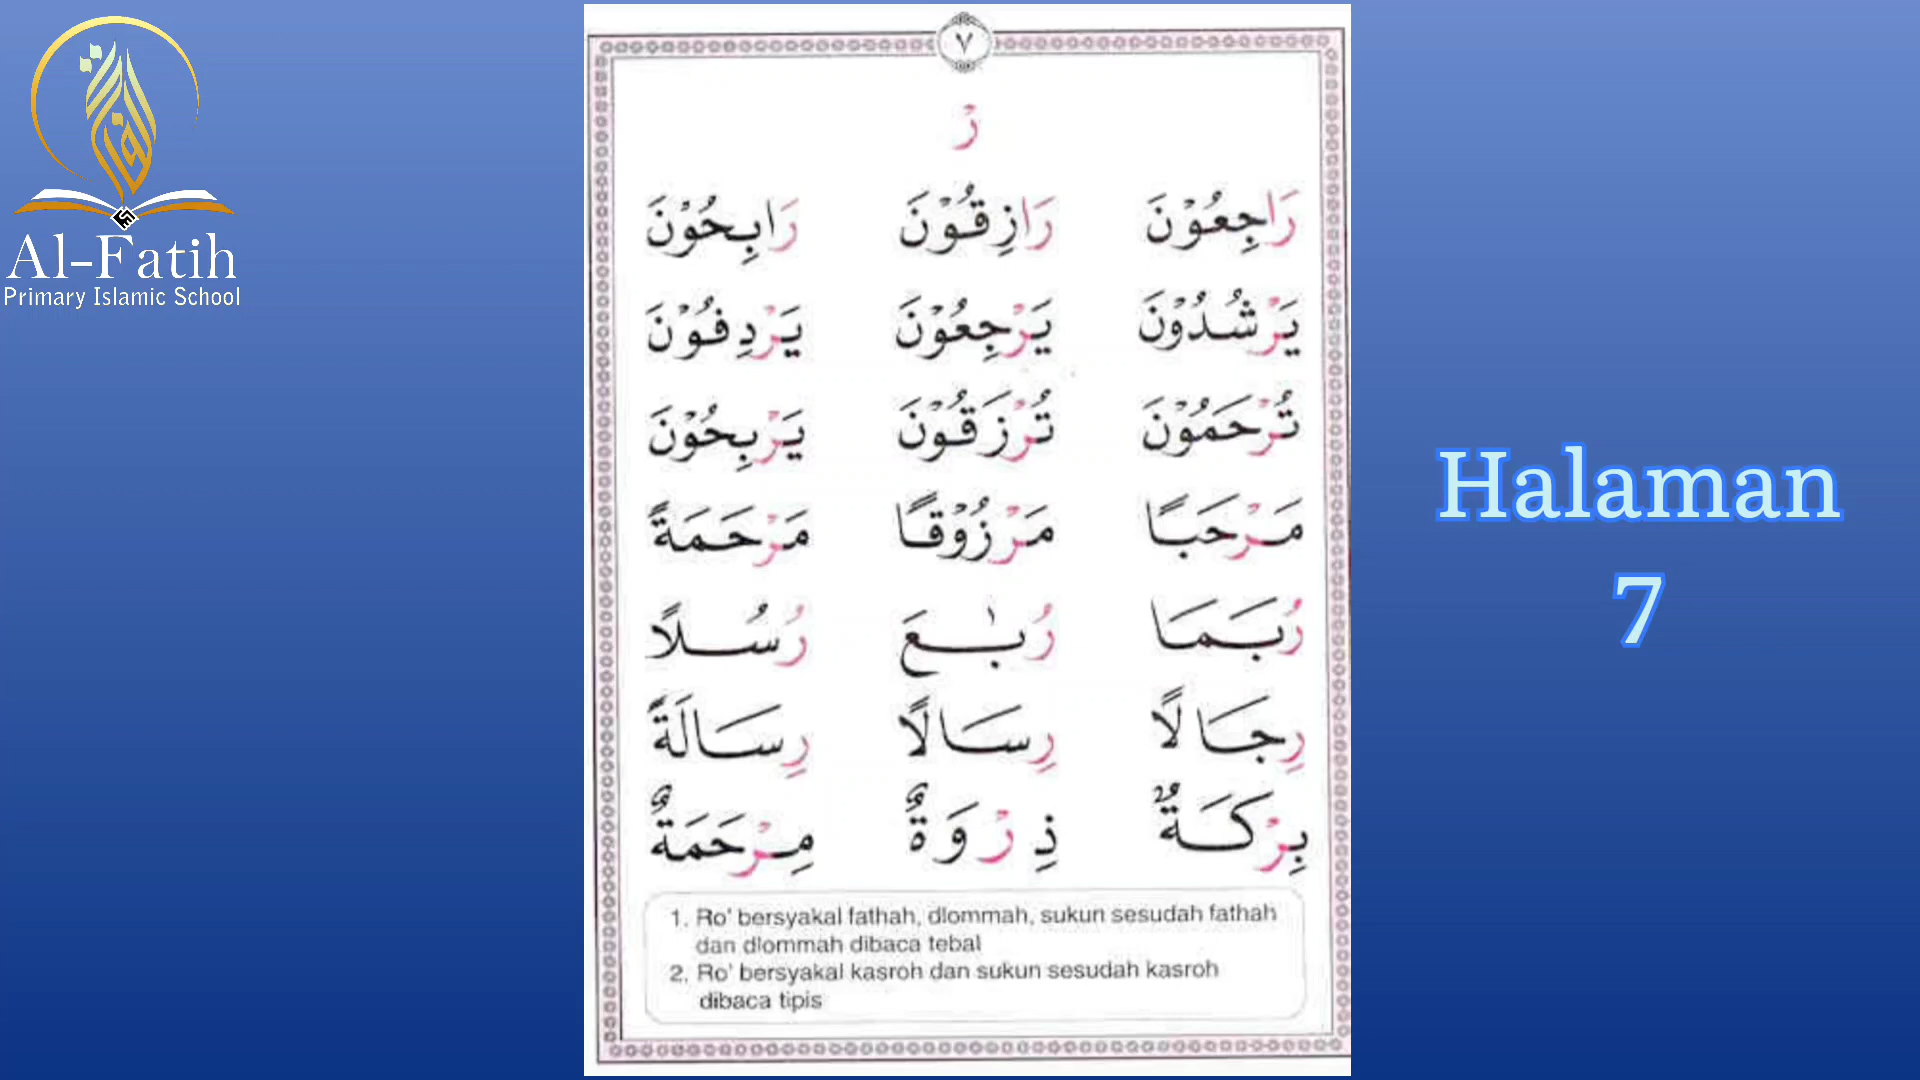 Al-Fatih
Primary Islamic School
٧
رْ
رَاجِعُوْنَ رَازِقُوْنَ رَابِحُوْنَ
يَرْشُدُوْنَ يَرْجِعُوْنَ يَرْدِفُوْنَ
تُرْحَمُوْنَ تُرْزَقُوْنَ يَرْبِحُوْنَ
مَرْحَبًا مَرْزُوْقًا مَرْحَمَةً
رُبَمَا رُبٰعَ رُسُلًا
رِجَالًا رِسَالًا رِسَالَةً
بِرْكَةٌ ذِرْوَةٌ مِرْحَمَةٌ
1. Ro' bersyakal fathah, dlommah, sukun sesudah fathah
dan dlommah dibaca tebal
2. Ro' bersyakal kasroh dan sukun sesudah kasroh
dibaca tipis
Halaman
7